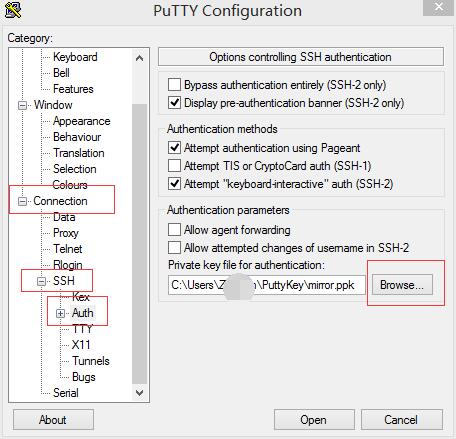 PuTTY Configuration
Category:
Keyboard
Bell
Features
Window
Appearance
Behaviour
Translation
Selection
Colours
Connection
Data
Proxy
Telnet
Rlogin
SSH
Kex
Auth
TTY
X11
Tunnels
Bugs
Serial
Options controlling SSH authentication
Bypass authentication entirely (SSH-2 only)
Display pre-authentication banner (SSH-2 only)
Authentication methods
Attempt authentication using Pageant
Attempt TIS or CryptoCard auth (SSH-1)
Attempt "keyboard-interactive" auth (SSH-2)
Authentication parameters
Allow agent forwarding
Allow attempted changes of username in SSH-2
Private key file for authentication:
C:\Users\ \PuttyKey\mirror.ppk
Browse...
About
Open
Cancel